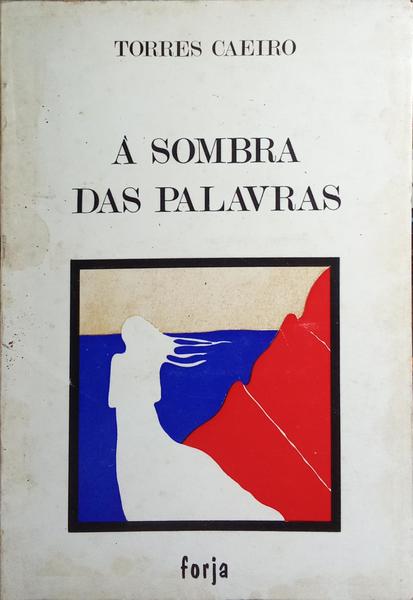 TORRES CAEIRO
À SOMBRA
DAS PALAVRAS
forja